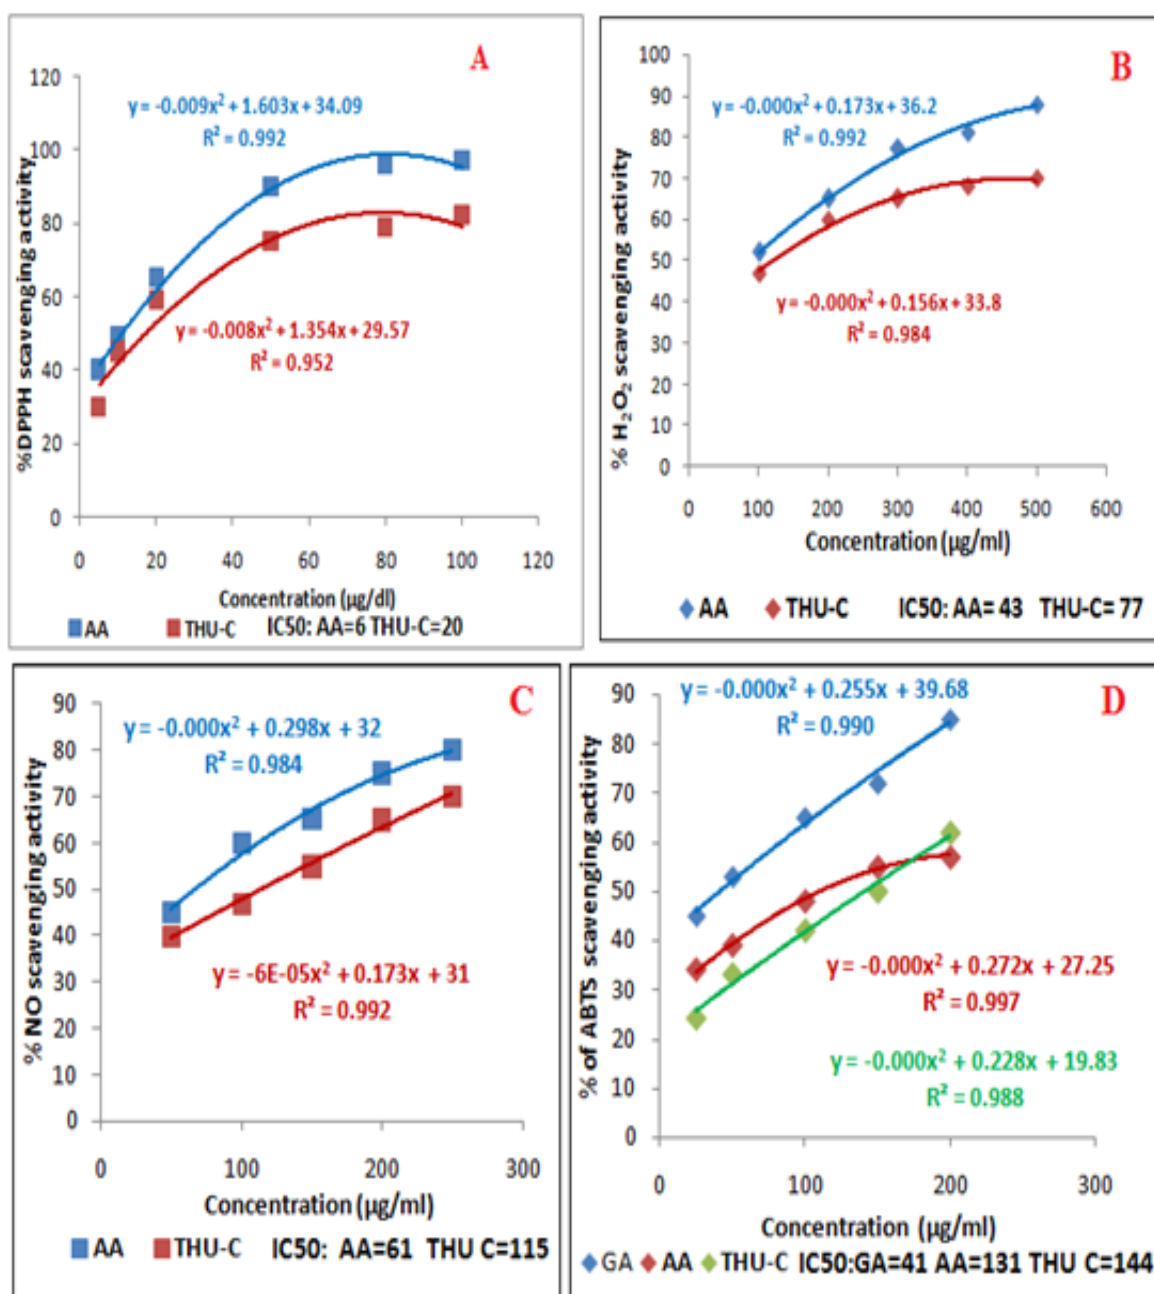 A
120
100
80
60
40
20
0
%DPPH scavenging activity
y = -0.009x² + 1.603x + 34.09
R² = 0.992
y = -0.008x² + 1.354x + 29.57
R² = 0.952
0 20 40 60 80 100 120
Concentration (µg/dl)
AA THU-C IC50: AA=6 THU-C=20
B
100
90
80
70
60
50
40
30
20
10
0
% H₂O₂ scavenging activity
y = -0.000x² + 0.173x + 36.2
R² = 0.992
y = -0.000x² + 0.156x + 33.8
R² = 0.984
0 100 200 300 400 500 600
Concentration (µg/ml)
AA THU-C IC50: AA= 43 THU-C= 77
C
90
80
70
60
50
40
30
20
10
0
% NO scavenging activity
y = -0.000x² + 0.298x + 32
R² = 0.984
y = -6E-05x² + 0.173x + 31
R² = 0.992
0 100 200 300
Concentration (µg/ml)
AA THU-C IC50: AA=61 THU C=115
D
90
80
70
60
50
40
30
20
10
0
% of ABTS scavenging activity
y = -0.000x² + 0.255x + 39.68
R² = 0.990
y = -0.000x² + 0.272x + 27.25
R² = 0.997
y = -0.000x² + 0.228x + 19.83
R² = 0.988
0 100 200 300
Concentration (µg/ml)
GA AA THU-C IC50:GA=41 AA=131 THU C=144